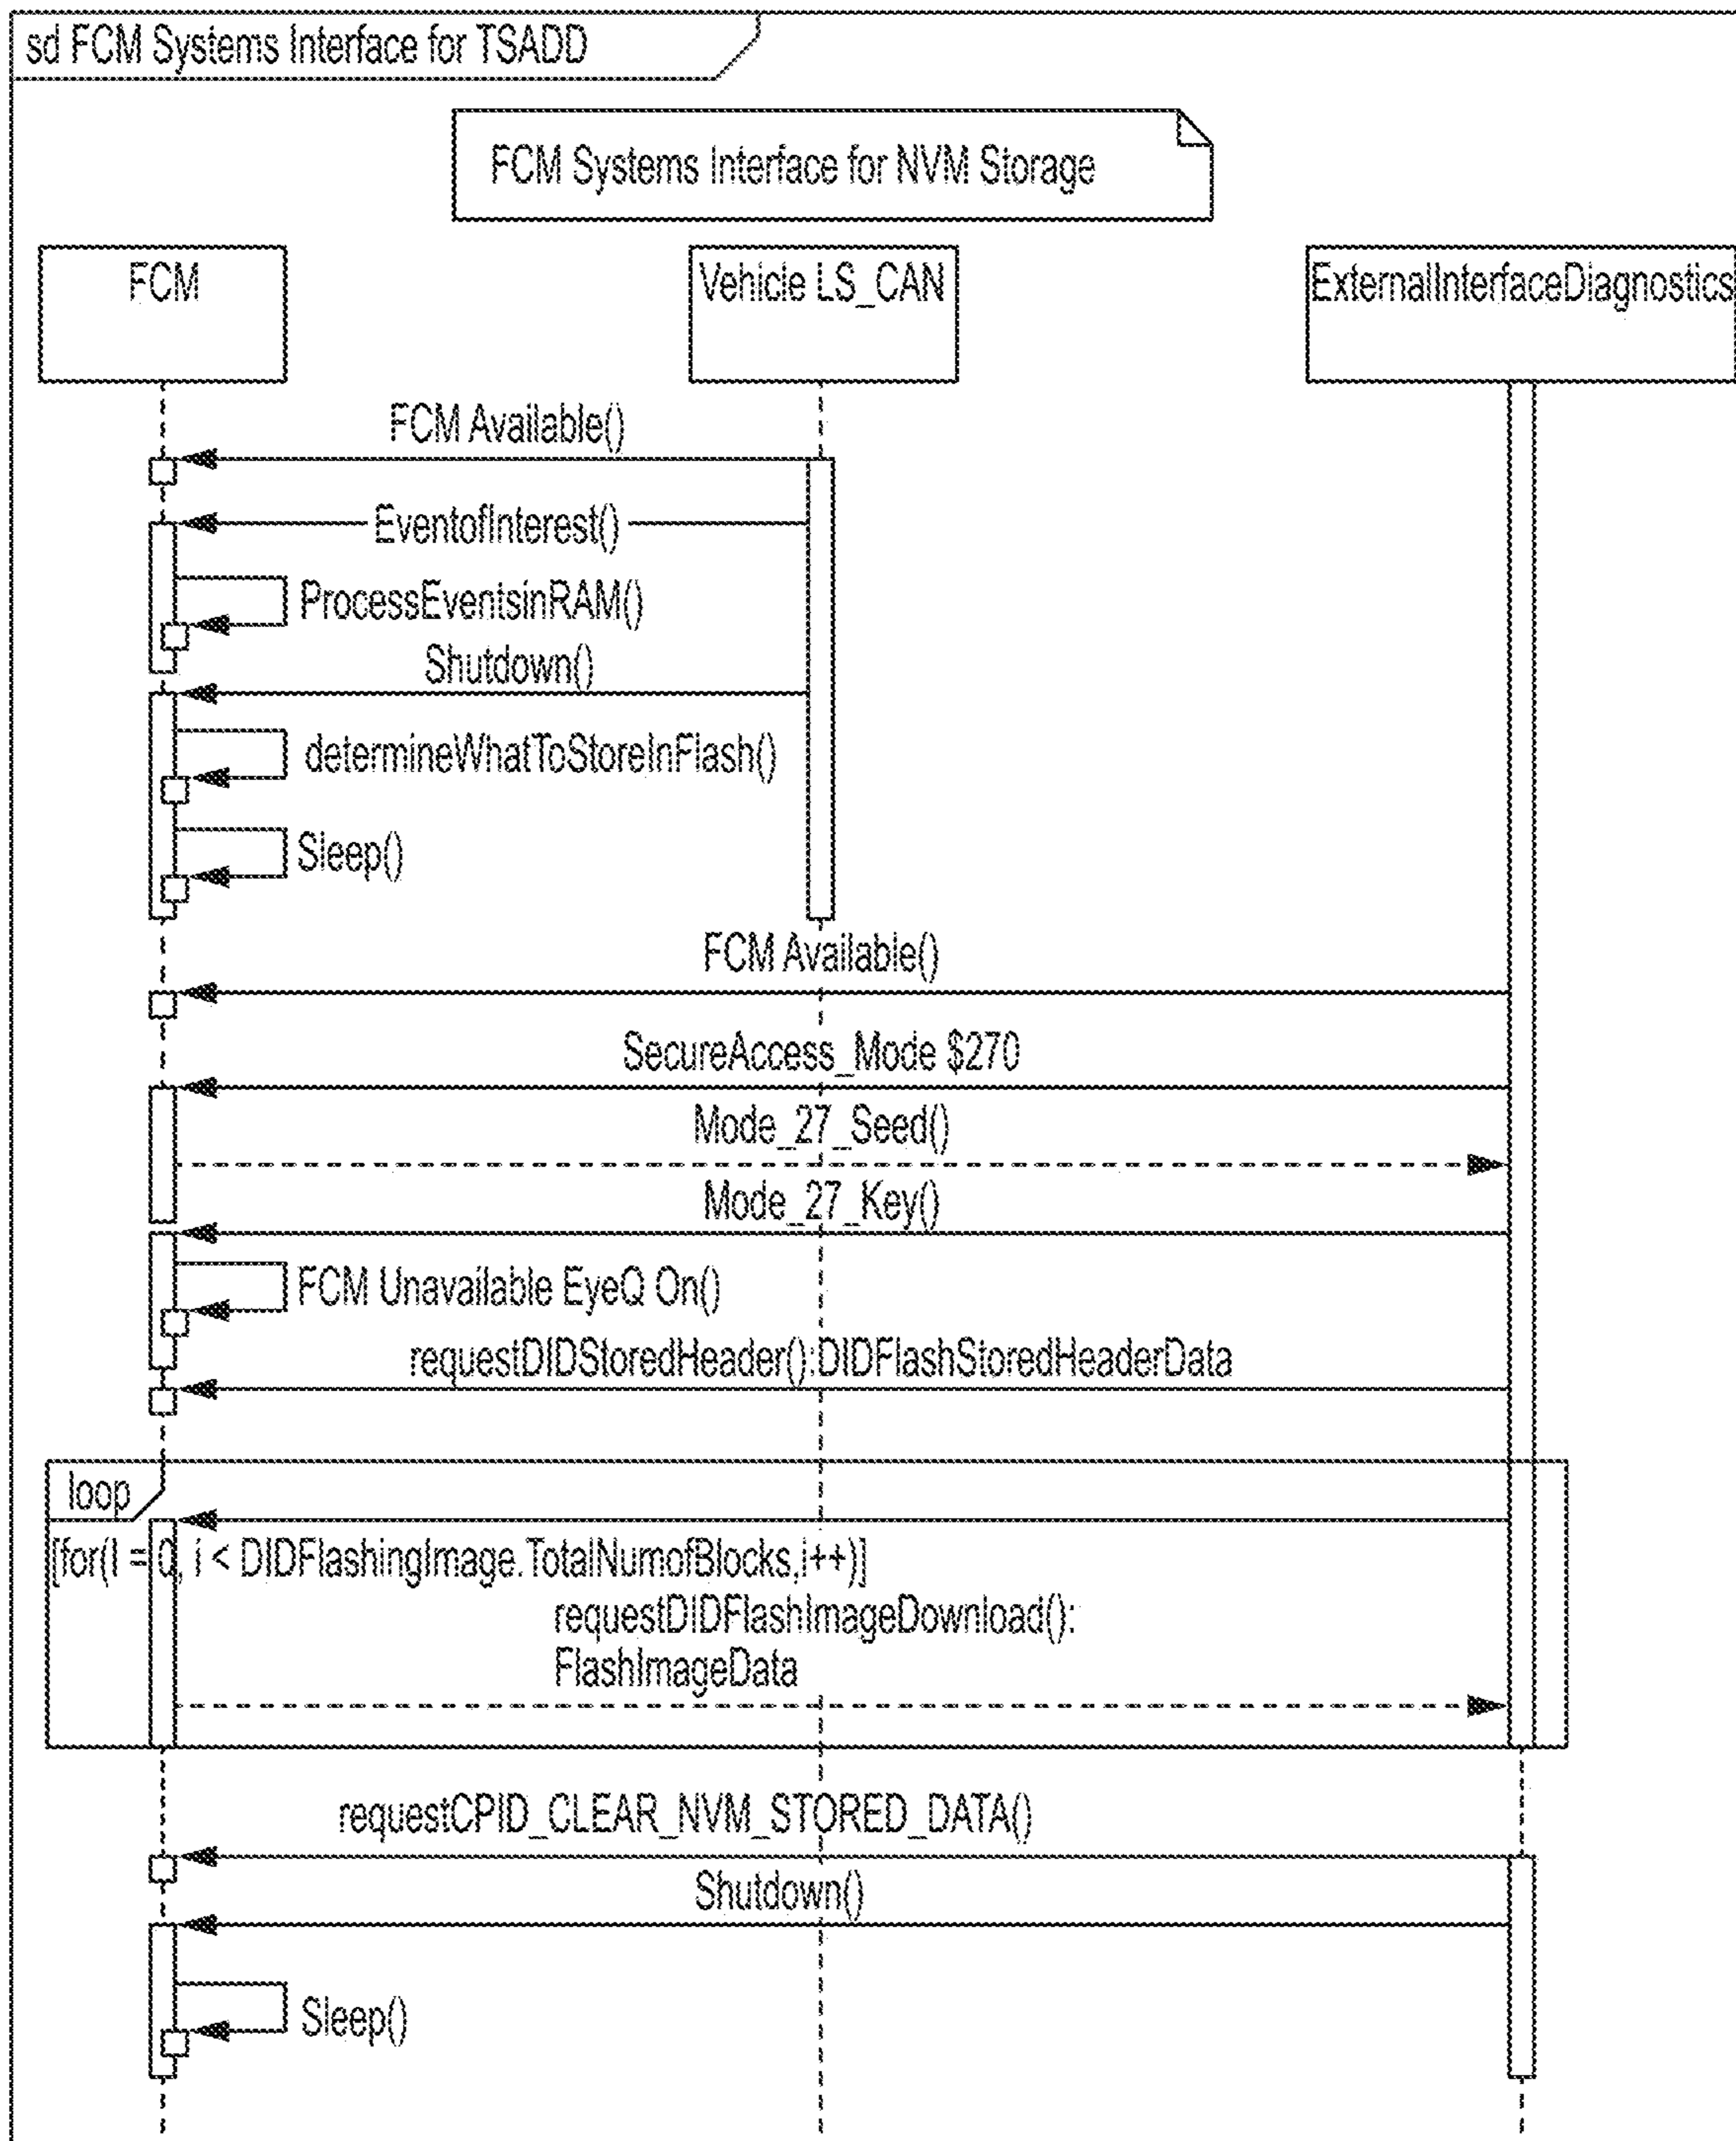 sd FCM Systems Interface for TSADD
FCM Systems Interface for NVM Storage
FCM
Vehicle LS_CAN
ExternalInterfaceDiagnostics
FCM Available()
EventofInterest()
ProcessEventsinRAM()
Shutdown()
determineWhatToStoreInFlash()
Sleep()
FCM Available()
SecureAccess_Mode $270
Mode_27_Seed()
Mode_27_Key()
FCM Unavailable EyeQ On()
requestDIDStoredHeader():DIDFlashStoredHeaderData
loop
[for(I = 0, i < DIDFlashingImage.TotalNumofBlocks,i++)]
requestDIDFlashImageDownload():
FlashImageData
requestCPID_CLEAR_NVM_STORED_DATA()
Shutdown()
Sleep()